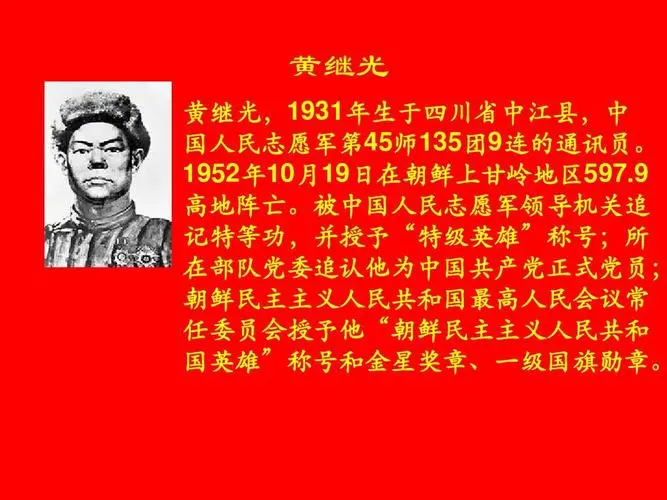 黄继光
黄继光，1931年生于四川省中江县，中
国人民志愿军第45师135团9连的通讯员。
1952年10月19日在朝鲜上甘岭地区597.9
高地阵亡。被中国人民志愿军领导机关追
记特等功，并授予“特级英雄”称号；所
在部队党委追认他为中国共产党正式党员；
朝鲜民主主义人民共和国最高人民会议常
任委员会授予他“朝鲜民主主义人民共和
国英雄”称号和金星奖章、一级国旗勋章。